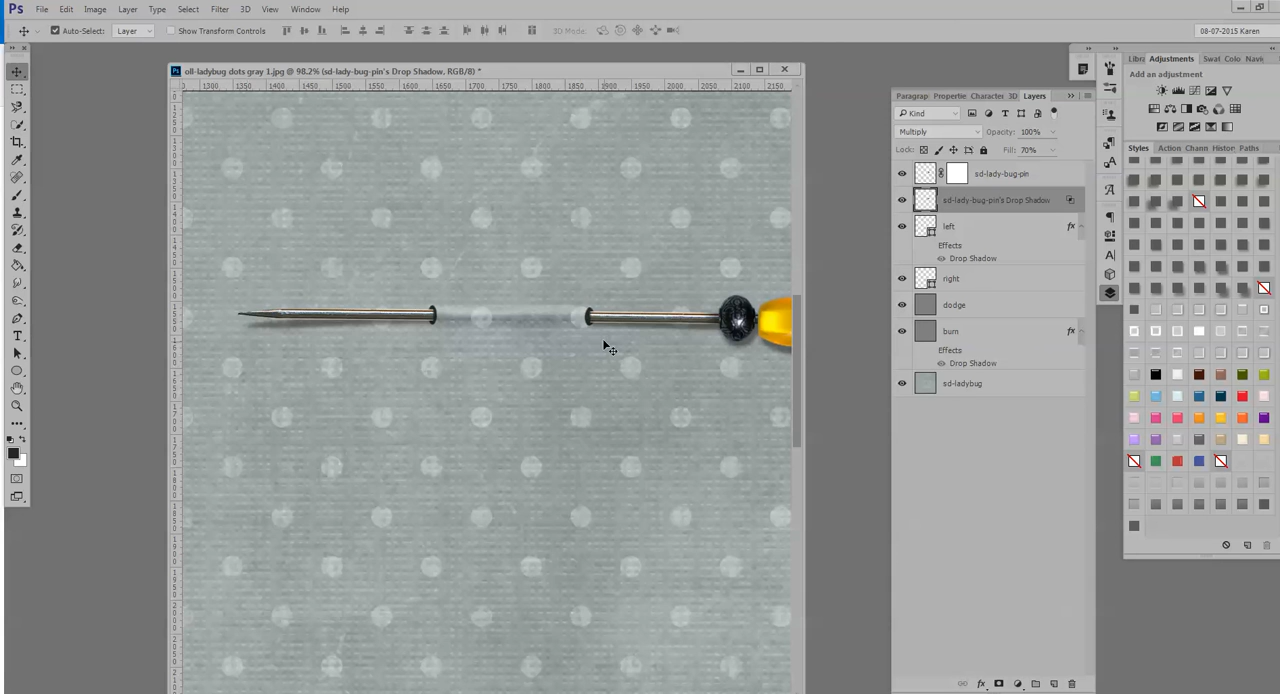 Ps File Edit Image Layer Type Select Filter 3D View Window Help
Auto-Select: Layer Show Transform Controls 3D Mode: 08-07-2015 Karen
oll-ladybug dots gray 1.jpg @ 98.2% (sd-lady-bug-pin's Drop Shadow, RGB/8) *
1300 1350 1400 1450 1500 1550 1600 1650 1700 1750 1800 1850 1900 1950 2000 2050 2100 2150
Paragrap Propertie Character 3D Layers
Kind
Multiply Opacity: 100%
Lock: Fill: 70%
sd-lady-bug-pin
sd-lady-bug-pin's Drop Shadow
left fx
Effects
Drop Shadow
right
dodge
burn fx
Effects
Drop Shadow
sd-ladybug
fx
Libra Adjustments Swat Colo Navi
Add an adjustment
Styles Action Chann Histor Paths